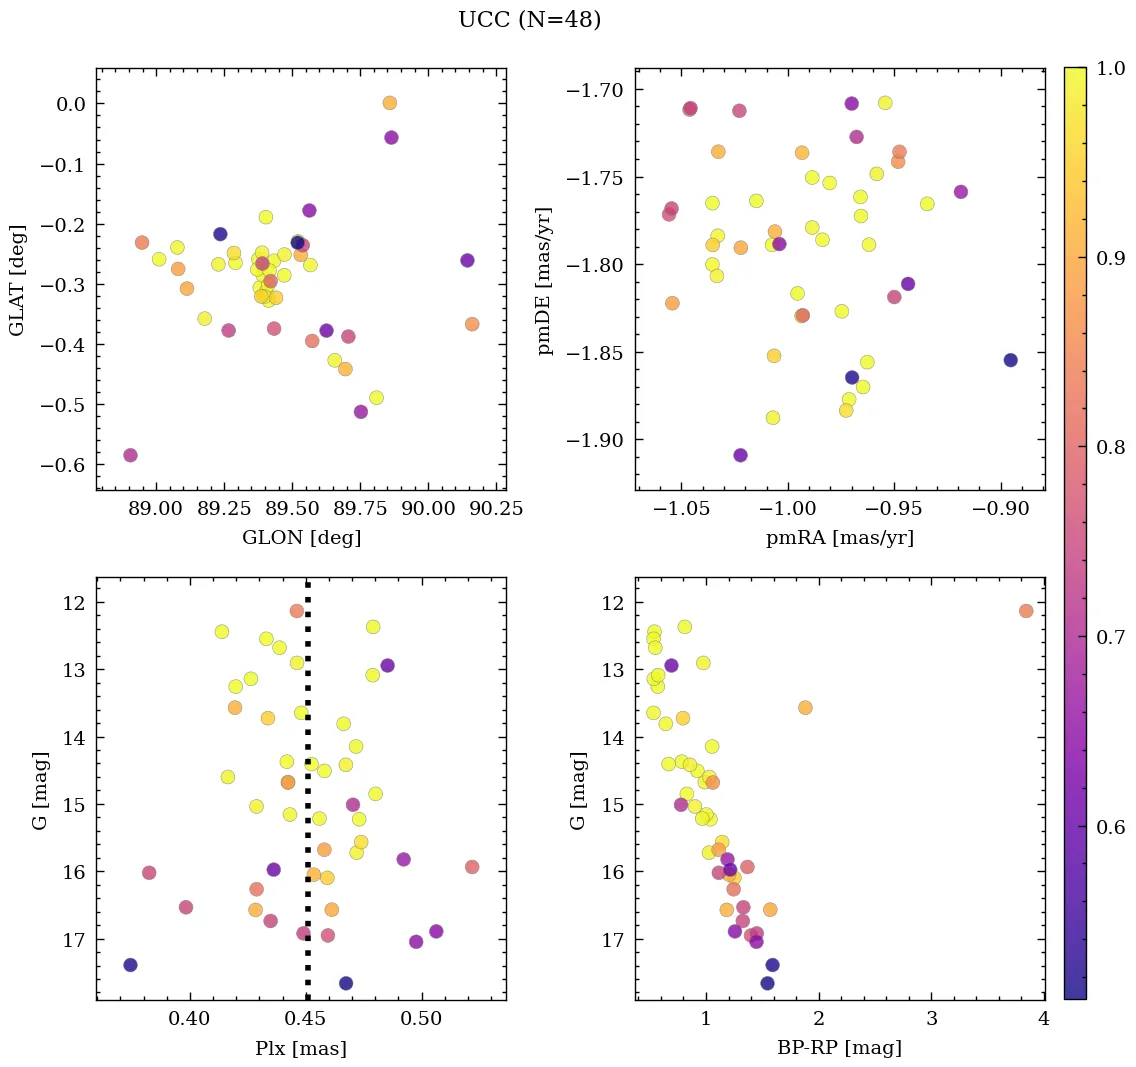 UCC (N=48)
0.0
−0.1
−0.2
−0.3
−0.4
−0.5
−0.6
GLAT [deg]
89.00 89.25 89.50 89.75 90.00 90.25
GLON [deg]
−1.70
−1.75
−1.80
−1.85
−1.90
pmDE [mas/yr]
−1.05 −1.00 −0.95 −0.90
pmRA [mas/yr]
1.0
0.9
0.8
0.7
0.6
12
13
14
15
16
17
G [mag]
0.40 0.45 0.50
Plx [mas]
12
13
14
15
16
17
G [mag]
1 2 3 4
BP-RP [mag]